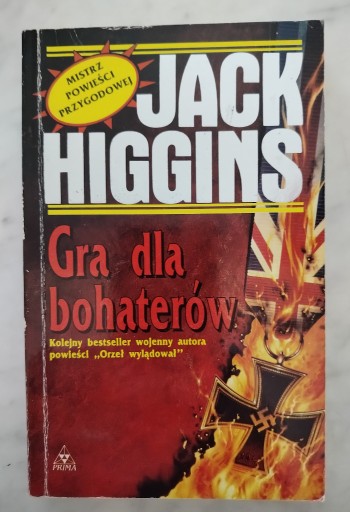 MISTRZ
POWIEŚCI
PRZYGODOWEJ
JACK
HIGGINS
Gra dla
bohaterów
Kolejny bestseller wojenny autora
powieści „Orzeł wylądował”
PRIMA